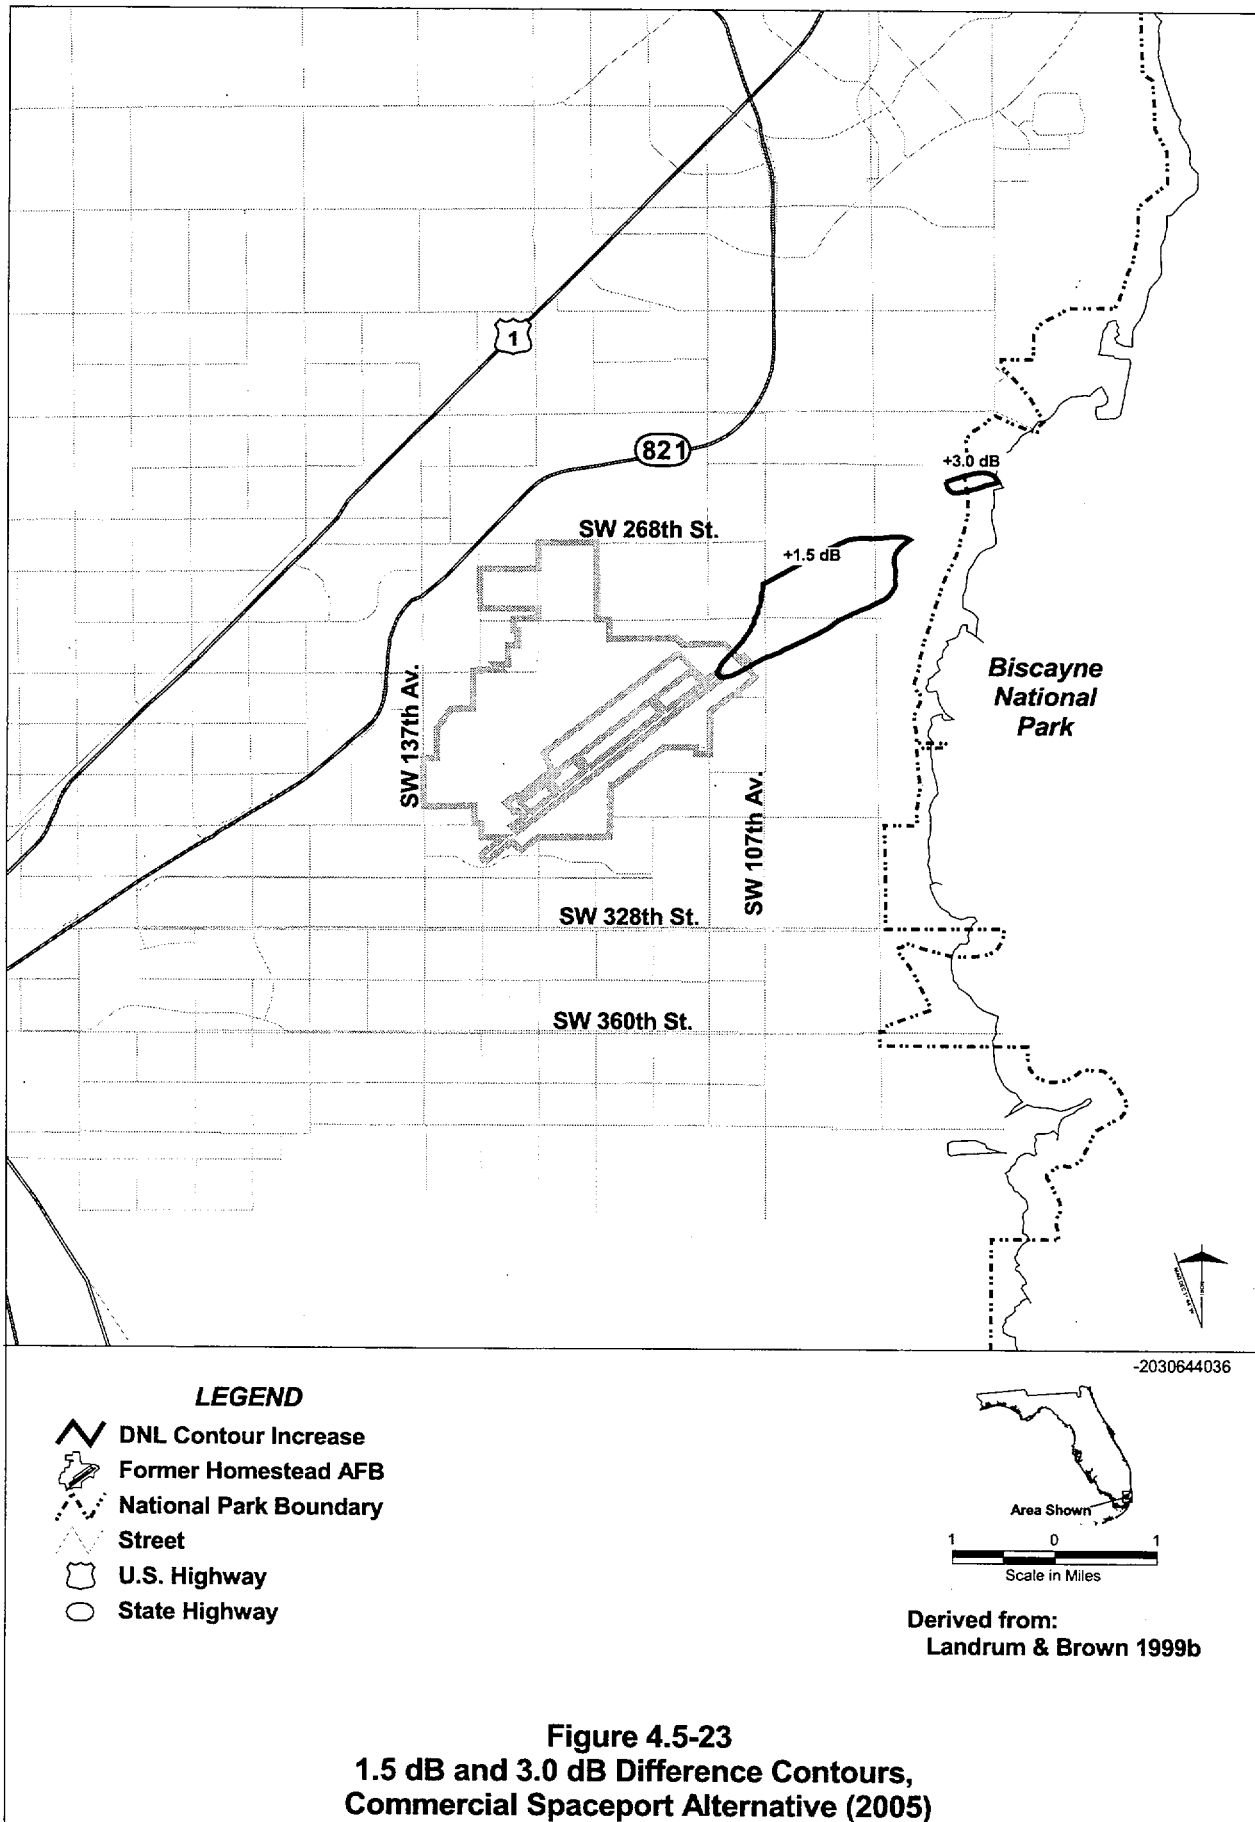 1
821
+3.0 dB
SW 268th St.
+1.5 dB
Biscayne
National
Park
SW 137th Av.
SW 107th Av.
SW 328th St.
SW 360th St.
-2030644036
LEGEND
DNL Contour Increase
Former Homestead AFB
National Park Boundary
Street
U.S. Highway
State Highway
Area Shown
1 0 1
Scale in Miles
Derived from:
Landrum & Brown 1999b
Figure 4.5-23
1.5 dB and 3.0 dB Difference Contours,
Commercial Spaceport Alternative (2005)